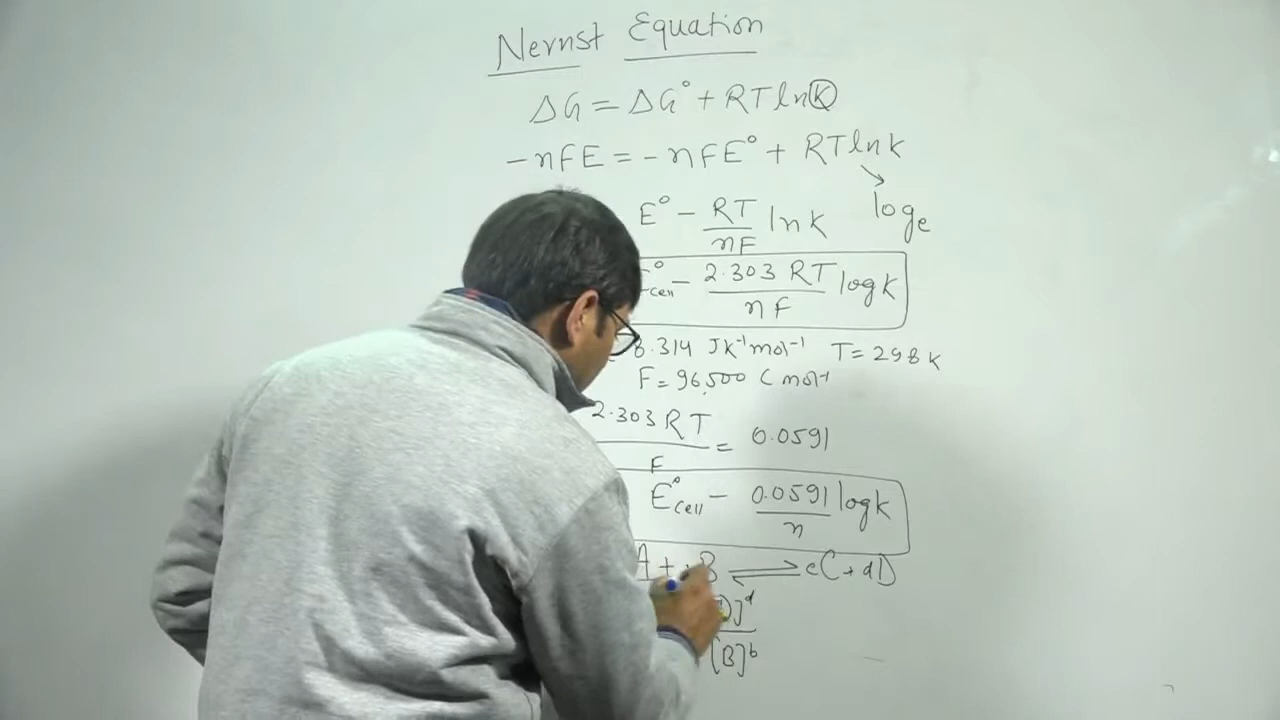 Nernst Equation
ΔG = ΔG° + RT ln K
-nFE = -nFE° + RT ln k
log e
E° - RT/nF ln k
°cell - 2.303 RT/nF log k
8.314 JK⁻¹mol⁻¹ T = 298 k
F = 96,500 C mol⁻¹
2.303 RT/F = 0.0591
E°cell - 0.0591/n log k
A + B ⇌ cC + dD
D]ᵈ
[B]ᵇ